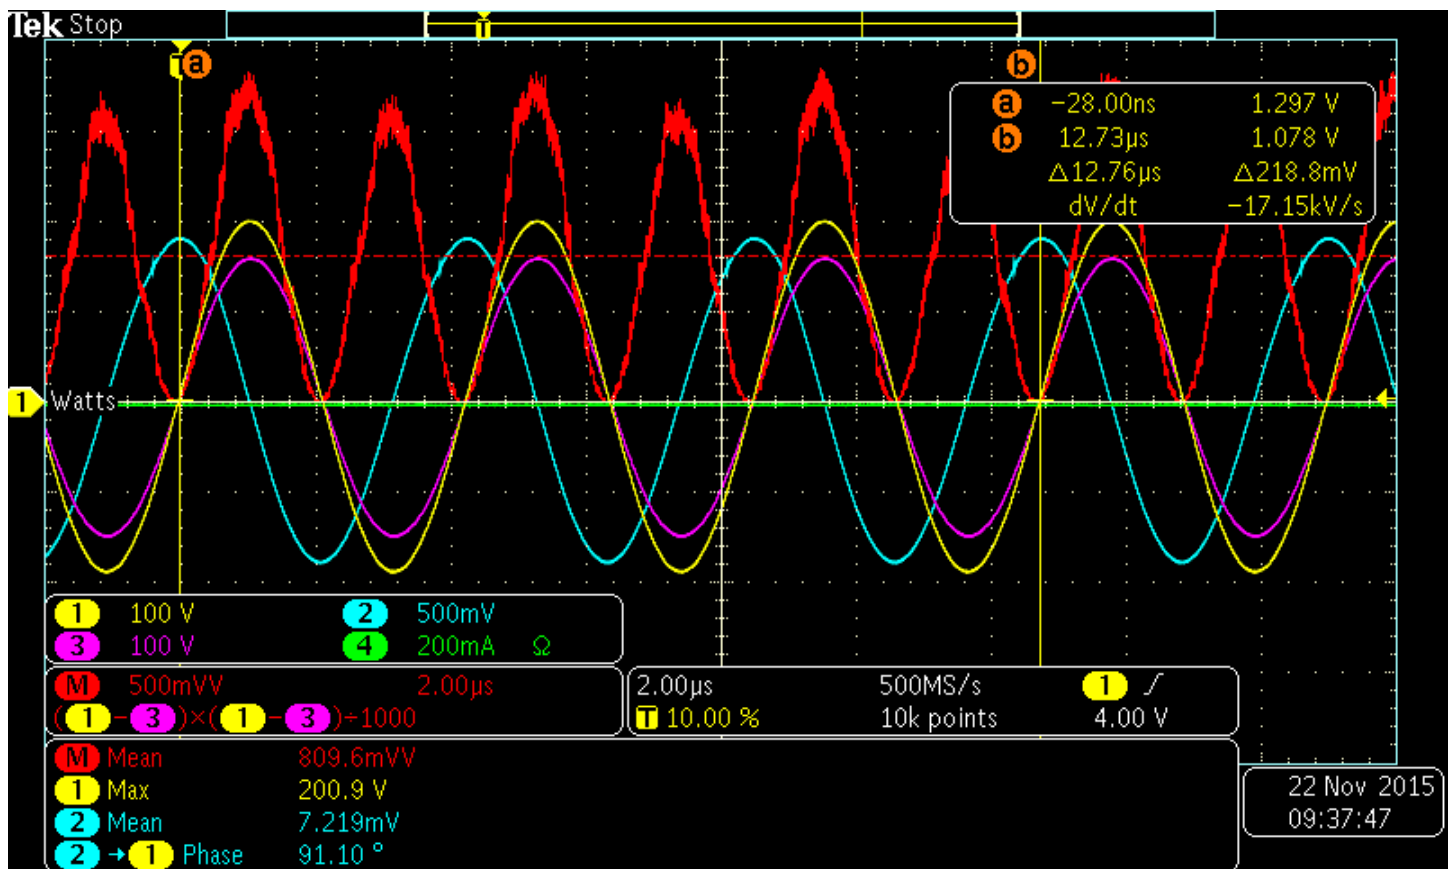 Tek Stop
T
T a b
a −28.00ns 1.297 V
b 12.73µs 1.078 V
△12.76µs △218.8mV
dV/dt −17.15kV/s
1 Watts
1 100 V 2 500mV
3 100 V 4 200mA Ω
M 500mVV 2.00µs
(1−3)×(1−3)÷1000
2.00µs 500MS/s 1 ∫
T 10.00 % 10k points 4.00 V
M Mean 809.6mVV
1 Max 200.9 V
2 Mean 7.219mV
2 →1 Phase 91.10 °
22 Nov 2015
09:37:47